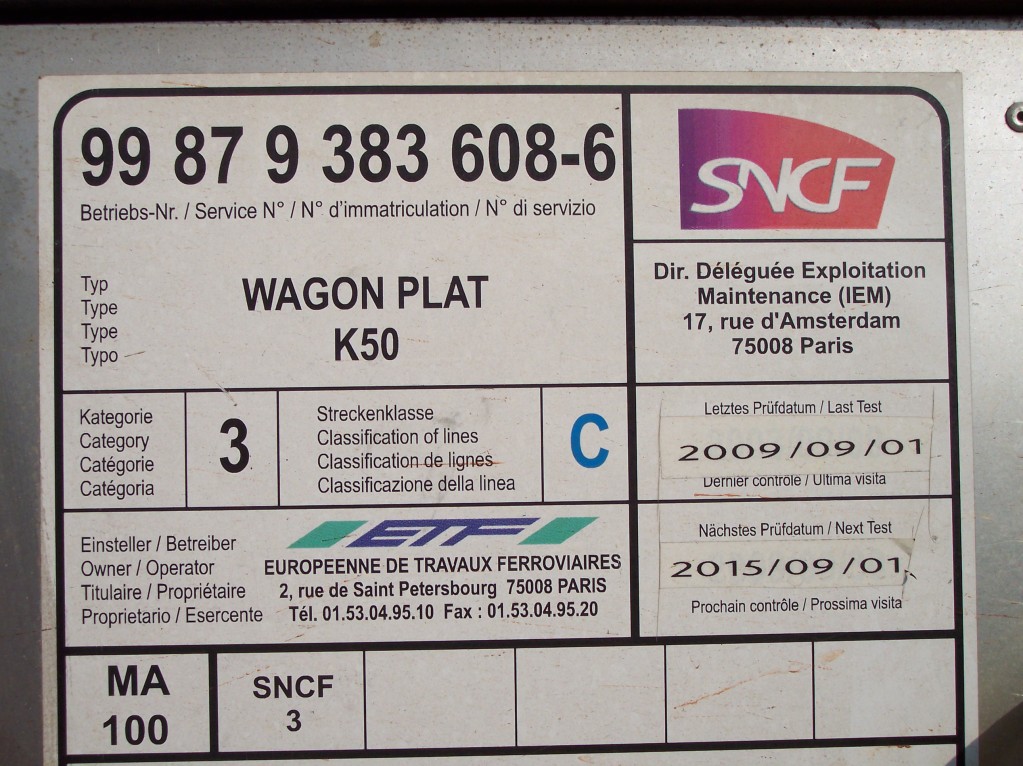 99 87 9 383 608-6
Betriebs-Nr. / Service N° / N° d'immatriculation / N° di servizio
SNCF
Typ
Type
Type
Typo
WAGON PLAT
K50
Dir. Déléguée Exploitation
Maintenance (IEM)
17, rue d'Amsterdam
75008 Paris
Kategorie
Category
Catégorie
Catégoria
3
Streckenklasse
Classification of lines
Classification de lignes
Classificazione della linea
C
Letztes Prüfdatum / Last Test
2009/09/01
Dernier contrôle / Ultima visita
Einsteller / Betreiber
Owner / Operator
Titulaire / Propriétaire
Proprietario / Esercente
ETF
EUROPEENNE DE TRAVAUX FERROVIAIRES
2, rue de Saint Petersbourg 75008 PARIS
Tél. 01.53.04.95.10 Fax : 01.53.04.95.20
Nächstes Prüfdatum / Next Test
2015/09/01
Prochain contrôle / Prossima visita
MA
100
SNCF
3